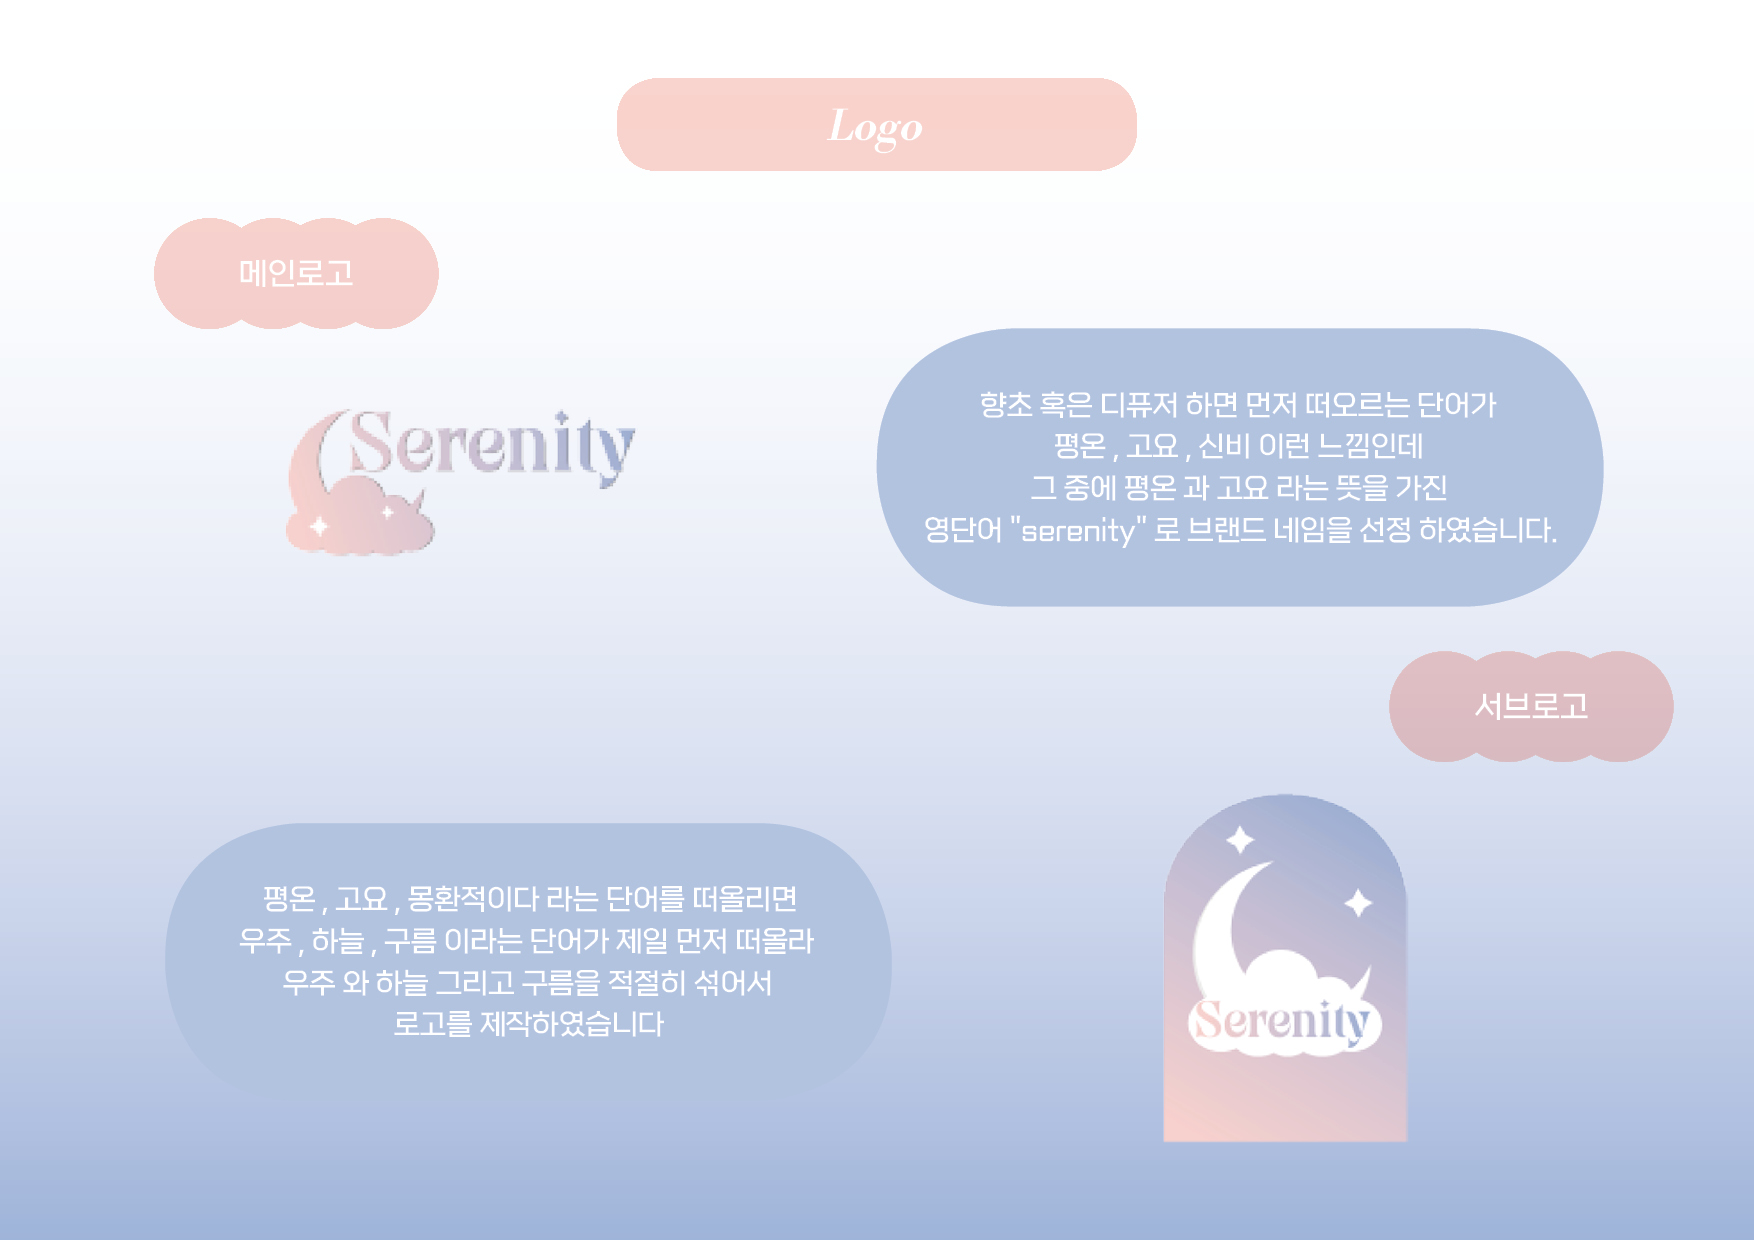 Logo
메인로고
Serenity
향초 혹은 디퓨저 하면 먼저 떠오르는 단어가
평온 , 고요 , 신비 이런 느낌인데
그 중에 평온 과 고요 라는 뜻을 가진
영단어 "serenity" 로 브랜드 네임을 선정 하였습니다.
서브로고
평온 , 고요 , 몽환적이다 라는 단어를 떠올리면
우주 , 하늘 , 구름 이라는 단어가 제일 먼저 떠올라
우주 와 하늘 그리고 구름을 적절히 섞어서
로고를 제작하였습니다
Serenity